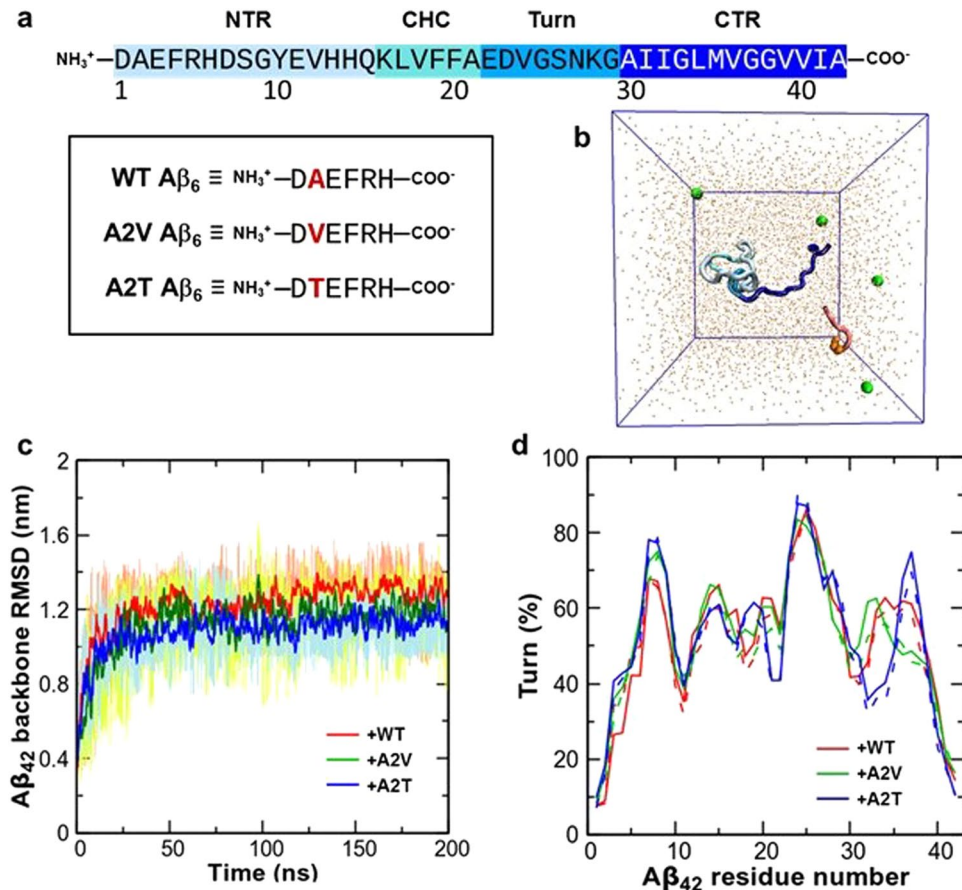 a
NTR CHC Turn CTR
NH₃⁺—DAEFRHDSGYEVHHQKLVFFAEDVGSNKGAIIGLMVGGVVIA—COO⁻
1 10 20 30 40
WT Aβ₆ ≡ NH₃⁺—DAEFRH—COO⁻
A2V Aβ₆ ≡ NH₃⁺—DVEFRH—COO⁻
A2T Aβ₆ ≡ NH₃⁺—DTEFRH—COO⁻
b
c
Aβ₄₂ backbone RMSD (nm)
2
1.6
1.2
0.8
0.4
0
+WT
+A2V
+A2T
0 50 100 150 200
Time (ns)
d
Turn (%)
100
80
60
40
20
0
+WT
+A2V
+A2T
0 10 20 30 40
Aβ₄₂ residue number